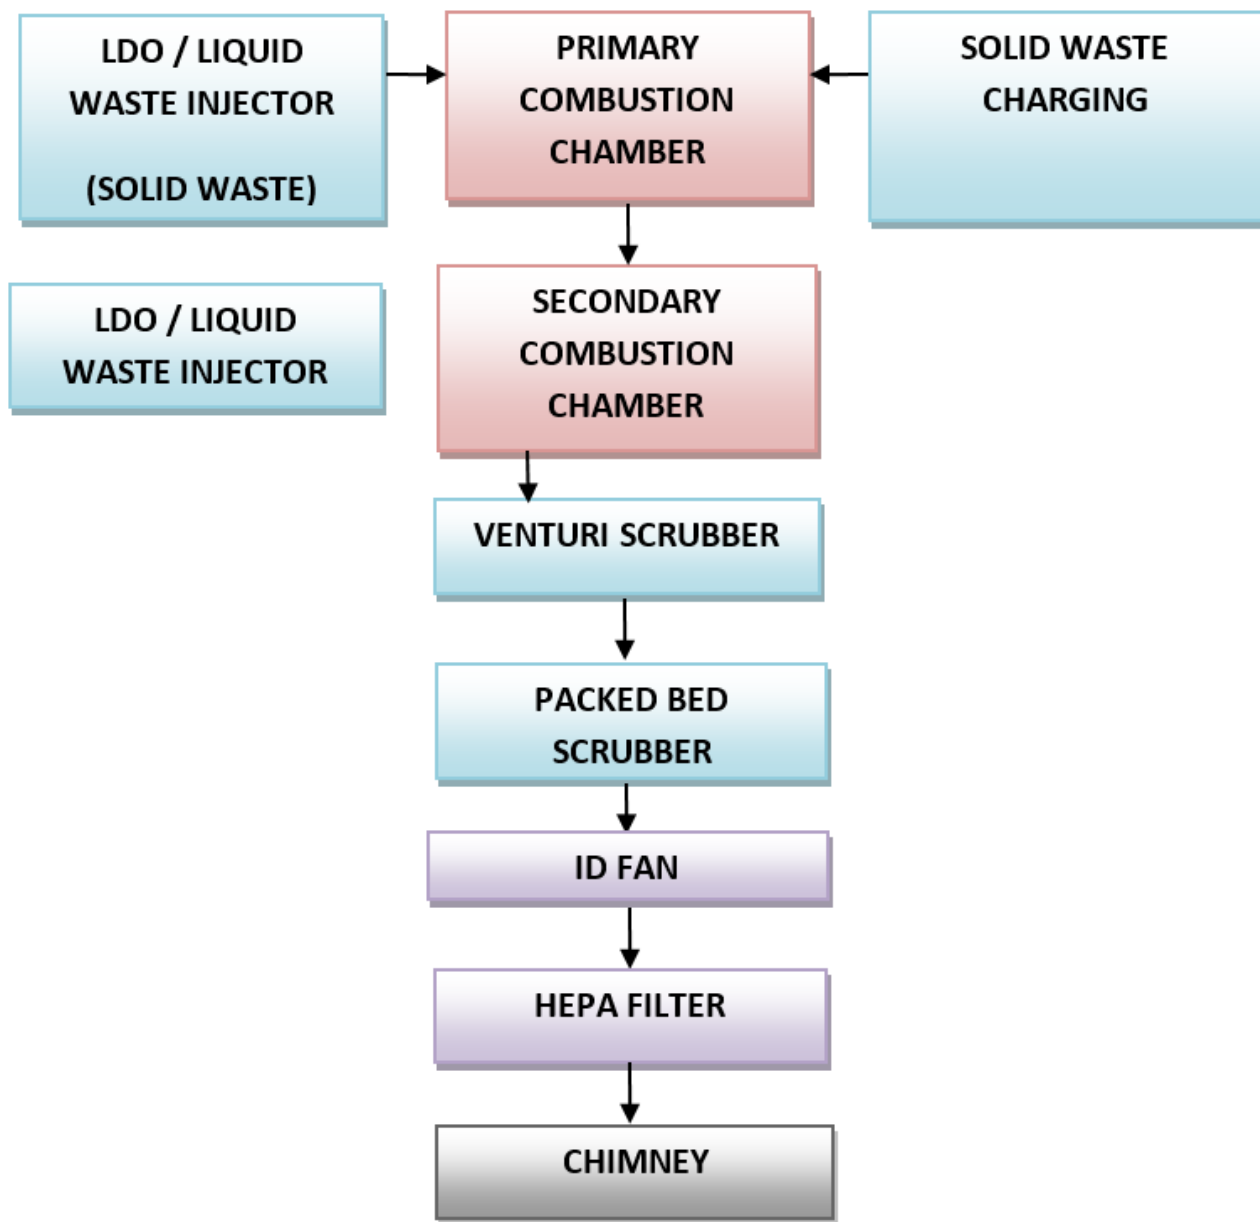 LDO / LIQUID
WASTE INJECTOR
(SOLID WASTE)
PRIMARY
COMBUSTION
CHAMBER
SOLID WASTE
CHARGING
LDO / LIQUID
WASTE INJECTOR
SECONDARY
COMBUSTION
CHAMBER
VENTURI SCRUBBER
PACKED BED
SCRUBBER
ID FAN
HEPA FILTER
CHIMNEY